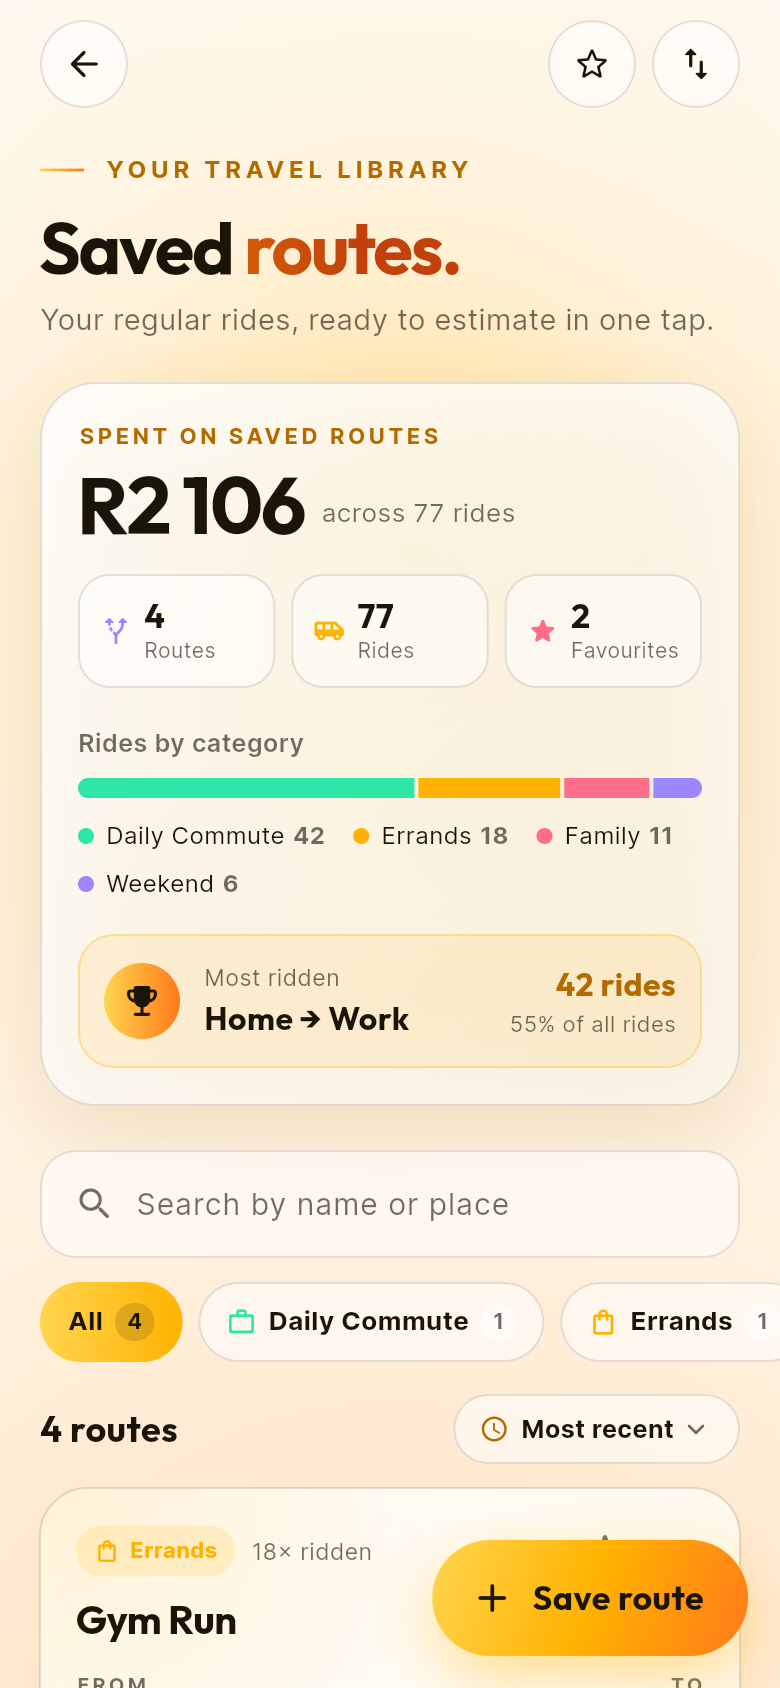 YOUR TRAVEL LIBRARY
Saved routes.
Your regular rides, ready to estimate in one tap.
SPENT ON SAVED ROUTES
R2 106 across 77 rides
4
Routes
77
Rides
2
Favourites
Rides by category
Daily Commute 42 Errands 18 Family 11
Weekend 6
Most ridden
Home → Work
42 rides
55% of all rides
Search by name or place
All 4 Daily Commute 1 Errands 1
4 routes
Most recent
Errands 18× ridden
Gym Run
+ Save route
FROM TO